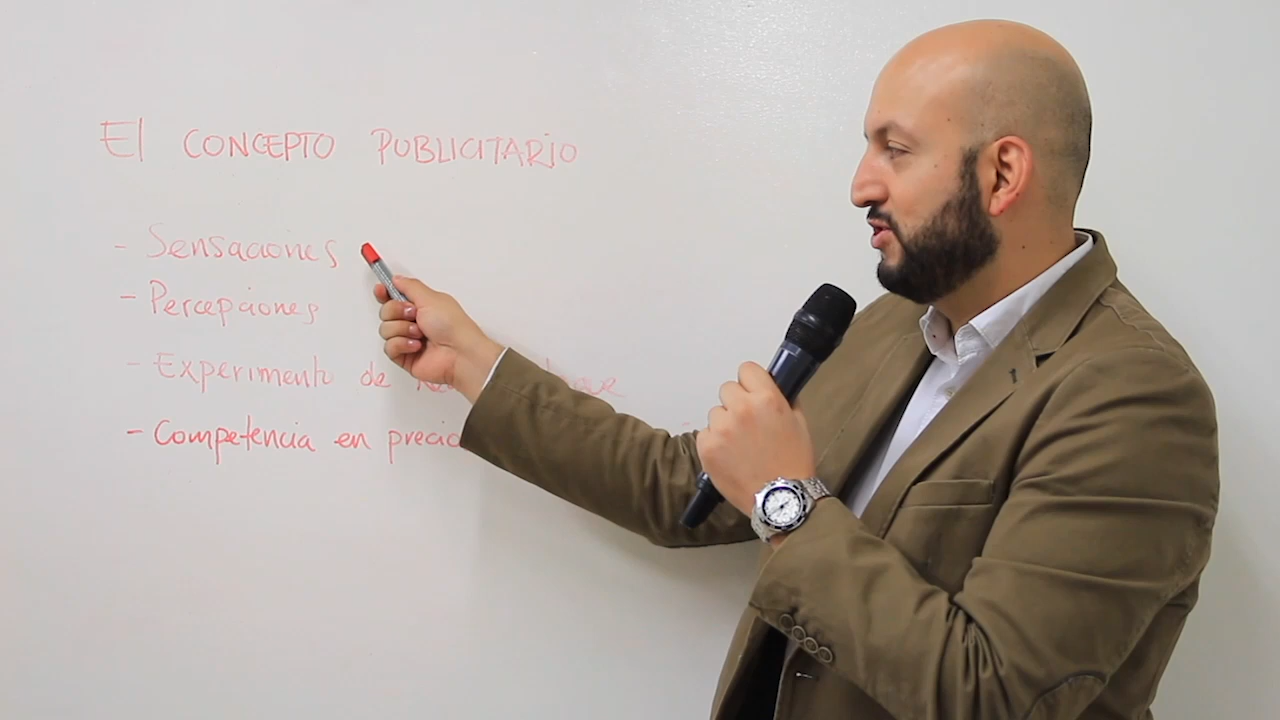 El CONCEPTO PUBLICITARIO
- Sensaciones
- Percepciones
- Experimento de
- Competencia en precio